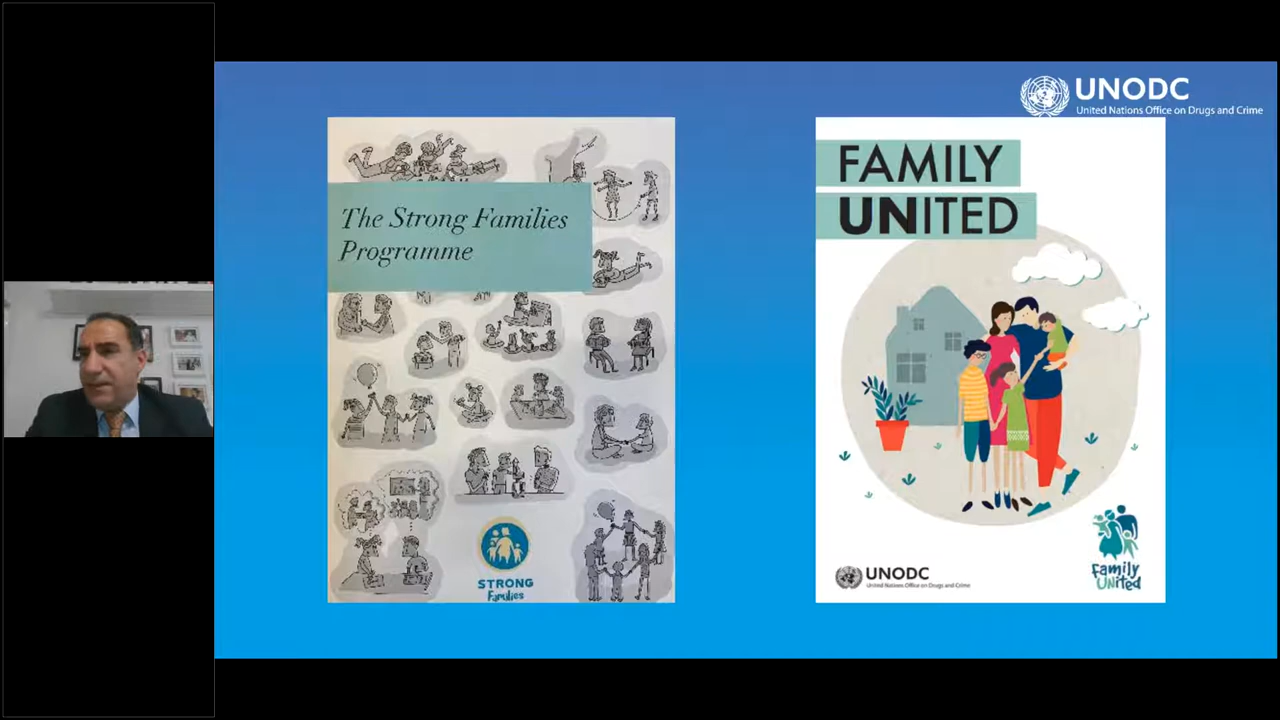 UNODC
United Nations Office on Drugs and Crime
The Strong Families
Programme
STRONG
Families
FAMILY
UNITED
UNODC
United Nations Office on Drugs and Crime
Family
UNited